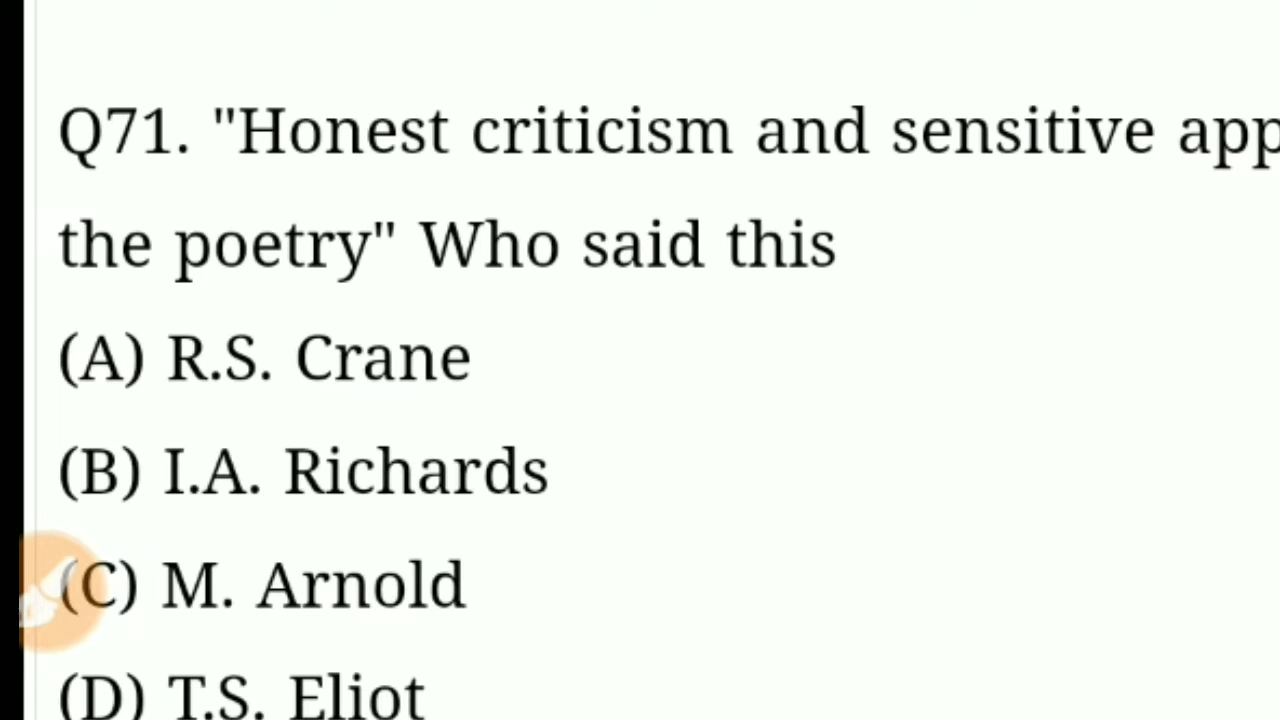 Q71. "Honest criticism and sensitive app
the poetry" Who said this
(A) R.S. Crane
(B) I.A. Richards
(C) M. Arnold
(D) T.S. Eliot